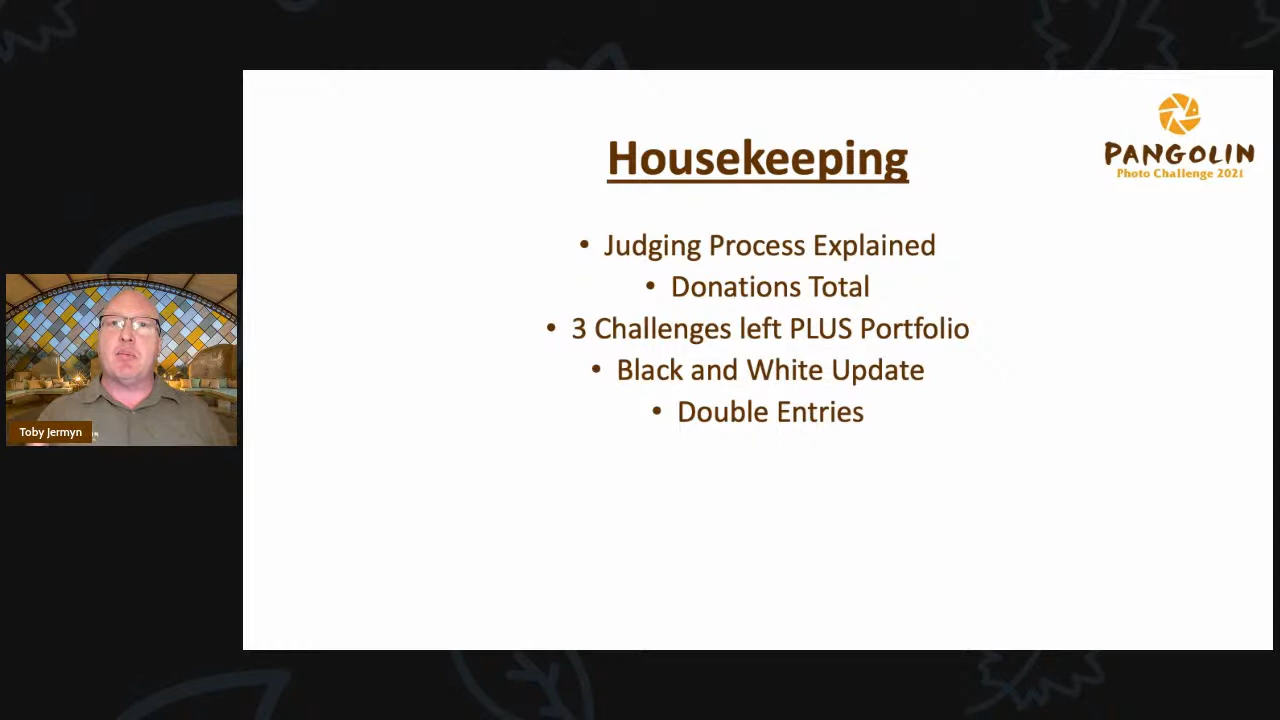 Housekeeping
PANGOLIN
Photo Challenge 2021
• Judging Process Explained
• Donations Total
• 3 Challenges left PLUS Portfolio
• Black and White Update
• Double Entries
Toby Jermyn